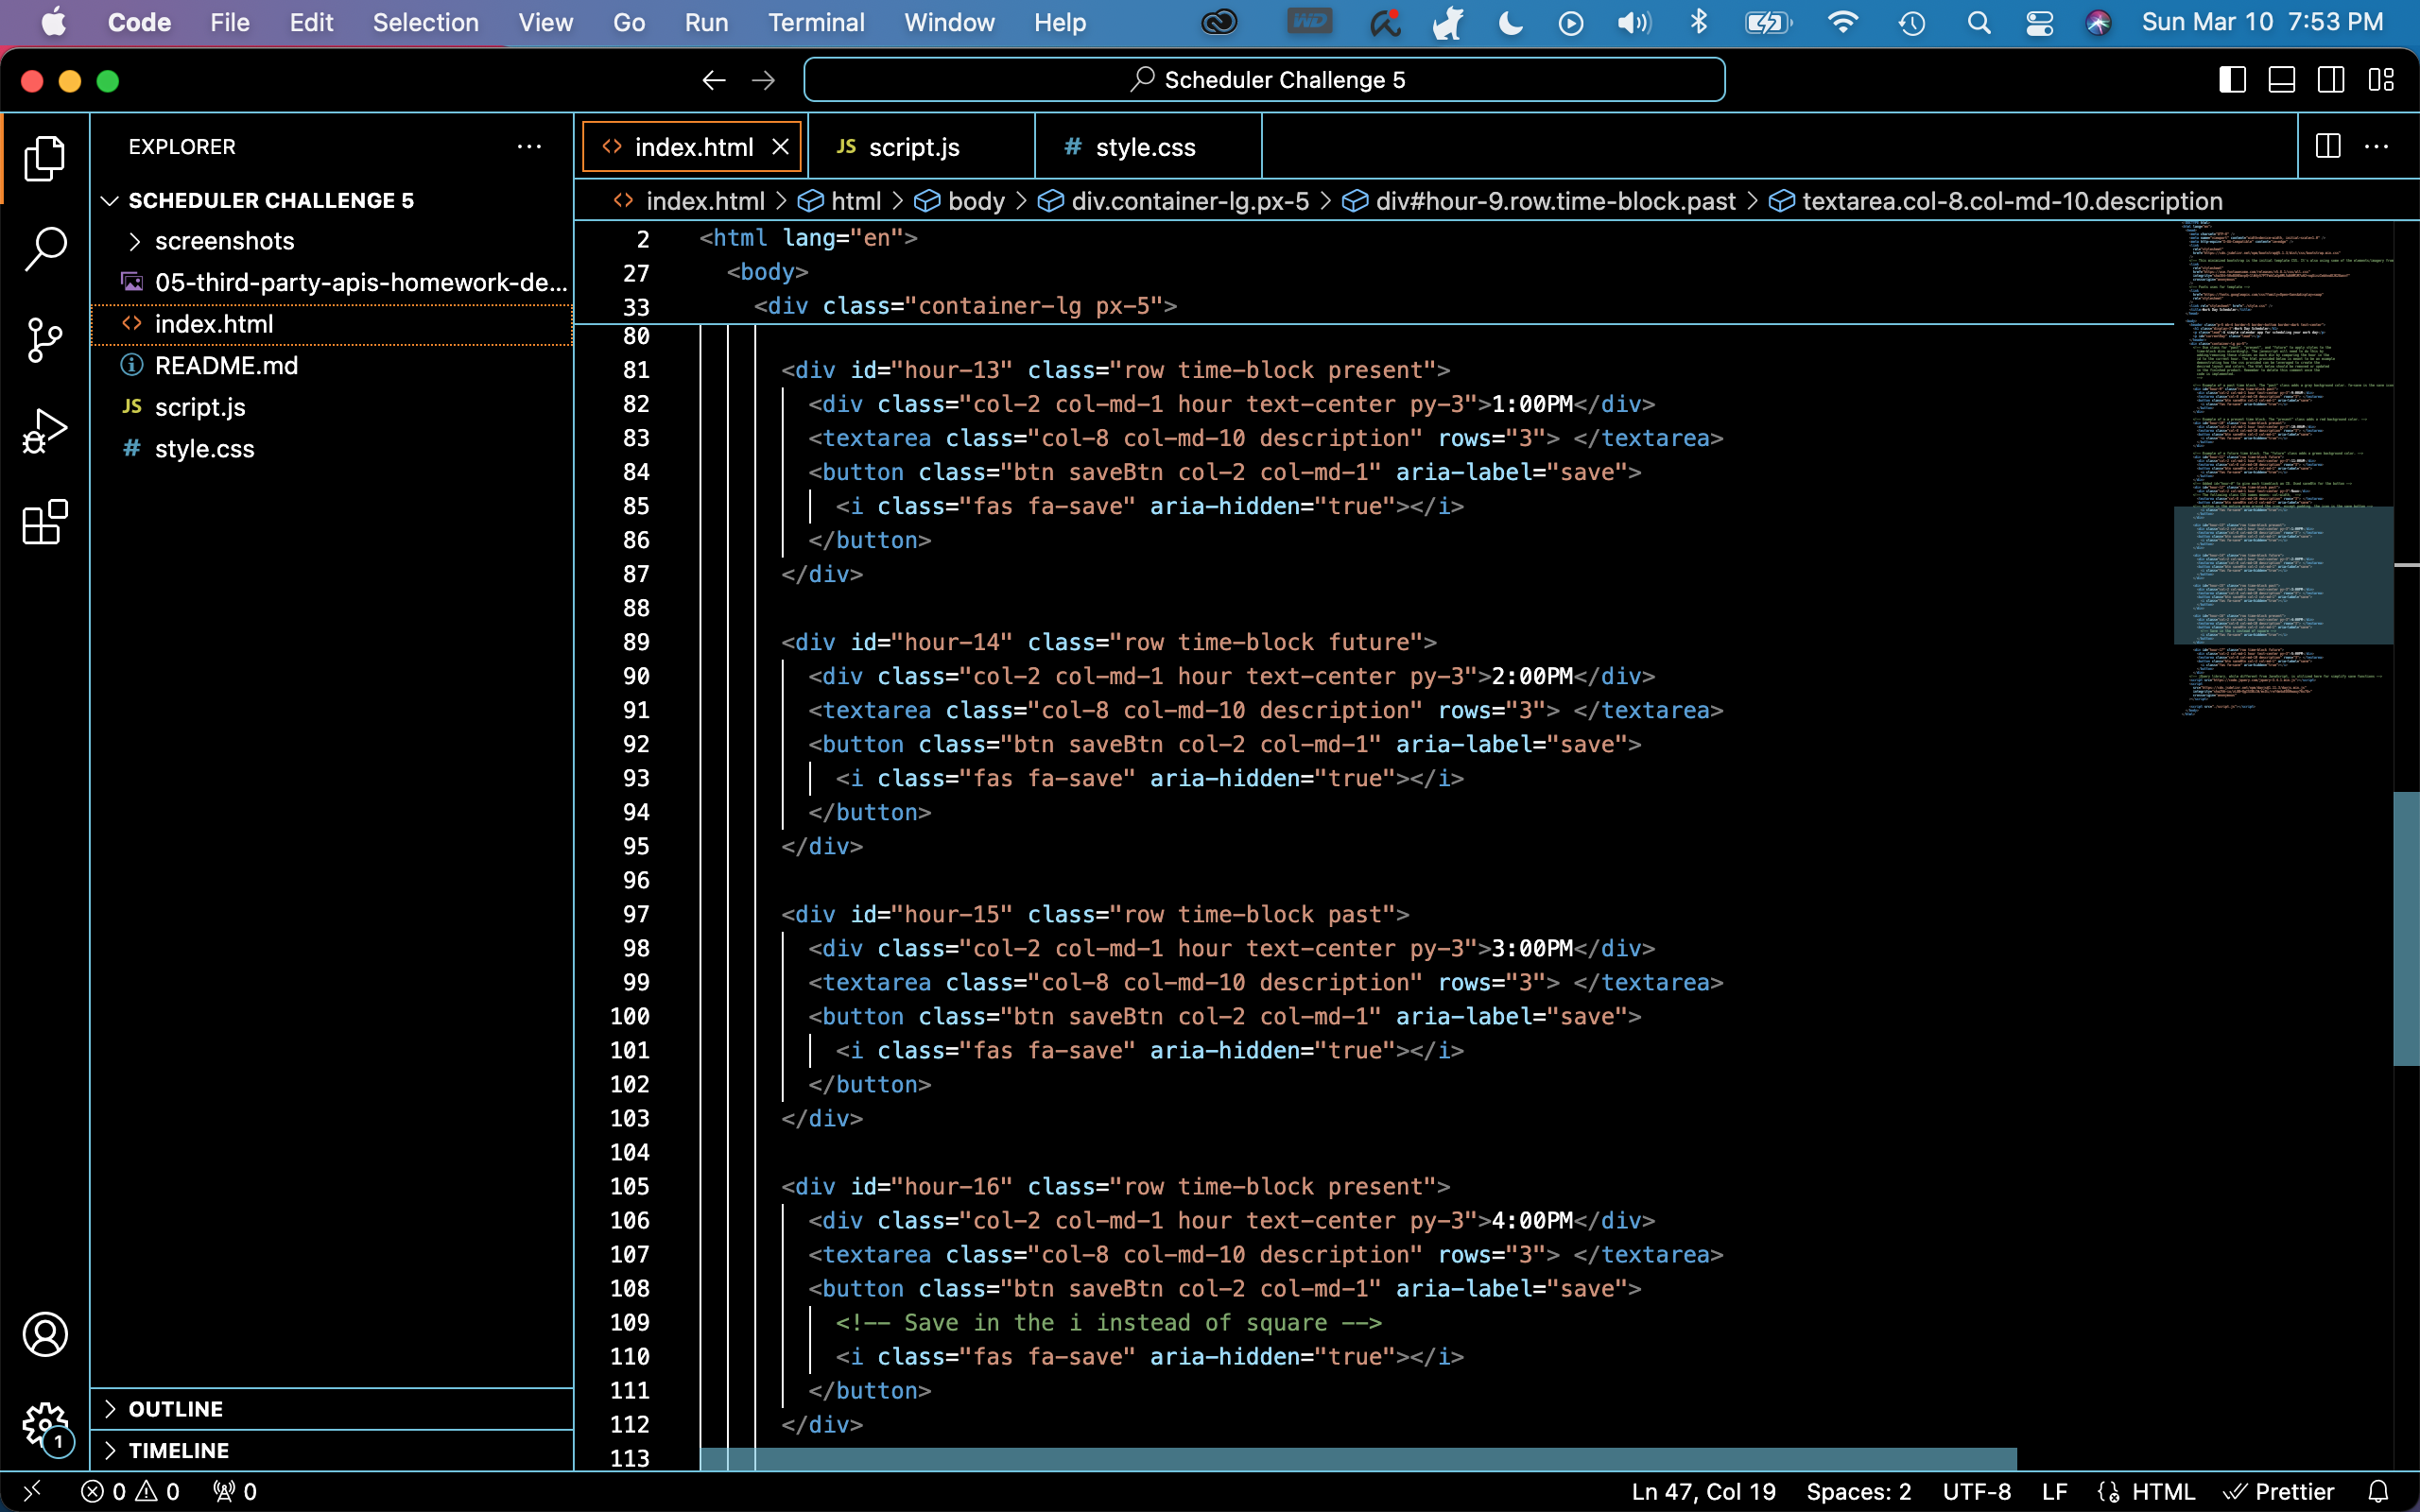 Code File Edit Selection View Go Run Terminal Window Help WD Sun Mar 10 7:53 PM
Scheduler Challenge 5
EXPLORER
SCHEDULER CHALLENGE 5
screenshots
05-third-party-apis-homework-de...
index.html
README.md
JS script.js
# style.css
OUTLINE
TIMELINE
index.html JS script.js # style.css
index.html > html > body > div.container-lg.px-5 > div#hour-9.row.time-block.past > textarea.col-8.col-md-10.description
2 <html lang="en">
27 <body>
33 <div class="container-lg px-5">
80
81 <div id="hour-13" class="row time-block present">
82 <div class="col-2 col-md-1 hour text-center py-3">1:00PM</div>
83 <textarea class="col-8 col-md-10 description" rows="3"> </textarea>
84 <button class="btn saveBtn col-2 col-md-1" aria-label="save">
85 <i class="fas fa-save" aria-hidden="true"></i>
86 </button>
87 </div>
88
89 <div id="hour-14" class="row time-block future">
90 <div class="col-2 col-md-1 hour text-center py-3">2:00PM</div>
91 <textarea class="col-8 col-md-10 description" rows="3"> </textarea>
92 <button class="btn saveBtn col-2 col-md-1" aria-label="save">
93 <i class="fas fa-save" aria-hidden="true"></i>
94 </button>
95 </div>
96
97 <div id="hour-15" class="row time-block past">
98 <div class="col-2 col-md-1 hour text-center py-3">3:00PM</div>
99 <textarea class="col-8 col-md-10 description" rows="3"> </textarea>
100 <button class="btn saveBtn col-2 col-md-1" aria-label="save">
101 <i class="fas fa-save" aria-hidden="true"></i>
102 </button>
103 </div>
104
105 <div id="hour-16" class="row time-block present">
106 <div class="col-2 col-md-1 hour text-center py-3">4:00PM</div>
107 <textarea class="col-8 col-md-10 description" rows="3"> </textarea>
108 <button class="btn saveBtn col-2 col-md-1" aria-label="save">
109 <!-- Save in the i instead of square -->
110 <i class="fas fa-save" aria-hidden="true"></i>
111 </button>
112 </div>
113
1
0 0 0 Ln 47, Col 19 Spaces: 2 UTF-8 LF HTML Prettier